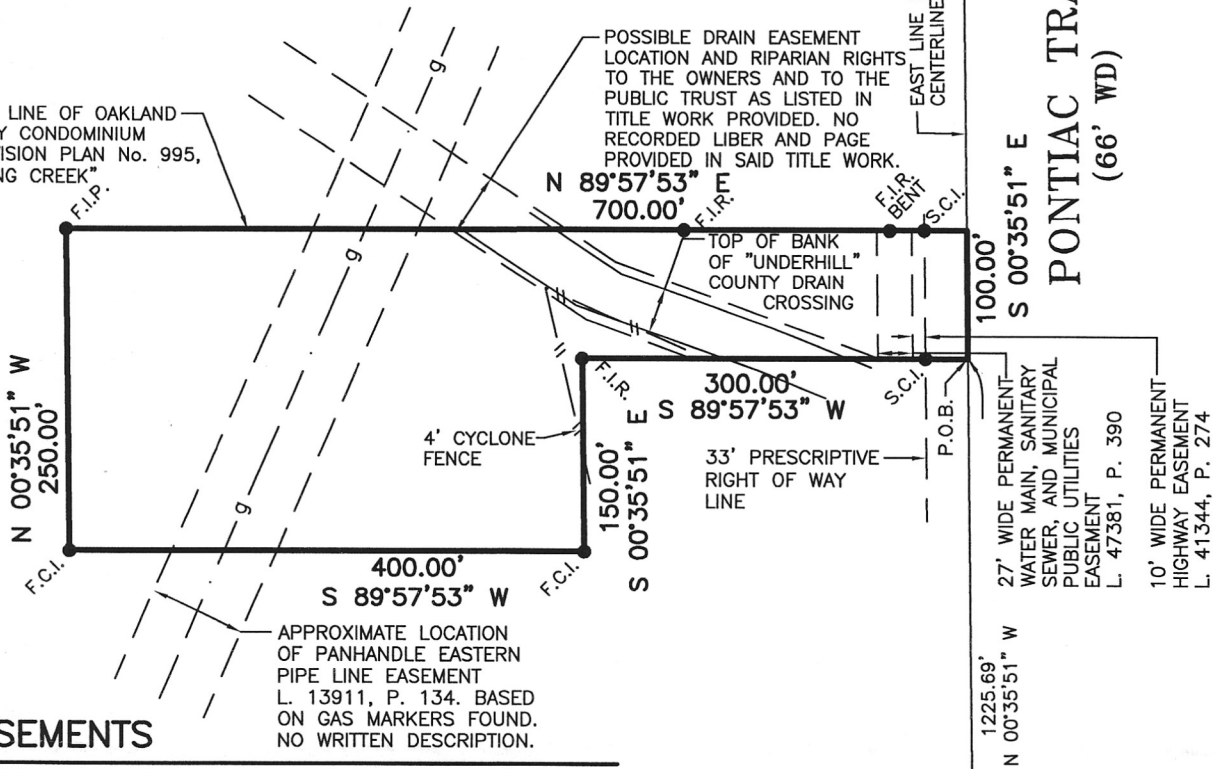 POSSIBLE DRAIN EASEMENT
LOCATION AND RIPARIAN RIGHTS
TO THE OWNERS AND TO THE
PUBLIC TRUST AS LISTED IN
TITLE WORK PROVIDED. NO
RECORDED LIBER AND PAGE
PROVIDED IN SAID TITLE WORK.
EAST LINE
CENTERLINE
PONTIAC
(66' WD)
LINE OF OAKLAND
CONDOMINIUM
PLAN No. 995,
CREEK"
F.I.P.
N 89°57'53" E
700.00'
F.I.R.
F.I.R.
BENT
S.C.I.
g
g
g
TOP OF BANK
OF "UNDERHILL"
COUNTY DRAIN
CROSSING
100.00'
S 00°35'51" E
N 00°35'51" W
250.00'
F.I.R.
300.00'
S 89°57'53" W
S.C.I.
P.O.B.
4' CYCLONE
FENCE
150.00'
S 00°35'51" E
33' PRESCRIPTIVE
RIGHT OF WAY
LINE
27' WIDE PERMANENT
WATER MAIN, SANITARY
SEWER, AND MUNICIPAL
PUBLIC UTILITIES
EASEMENT
L. 47381, P. 390
10' WIDE PERMANENT
HIGHWAY EASEMENT
L. 41344, P. 274
F.C.I.
400.00'
S 89°57'53" W
F.C.I.
APPROXIMATE LOCATION
OF PANHANDLE EASTERN
PIPE LINE EASEMENT
L. 13911, P. 134. BASED
ON GAS MARKERS FOUND.
NO WRITTEN DESCRIPTION.
1225.69'
N 00°35'51" W
SEMENTS